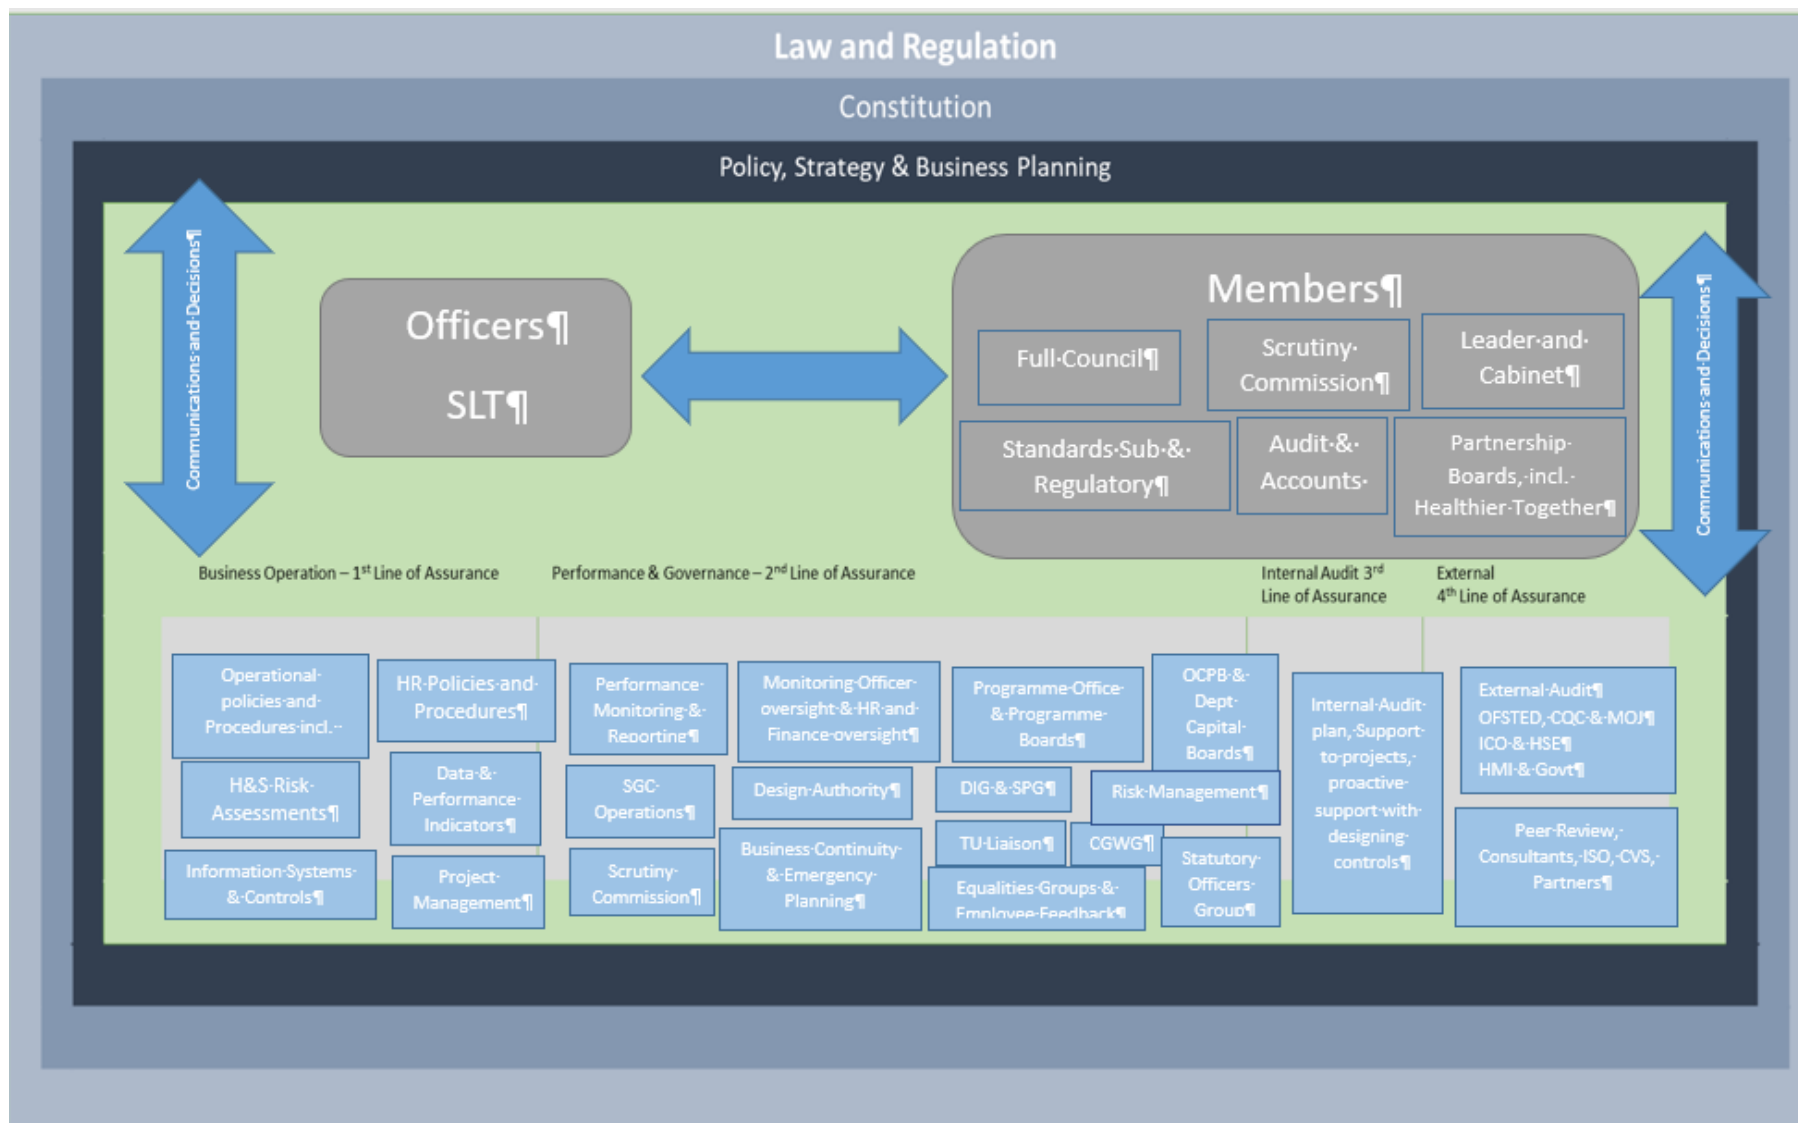 Law and Regulation
Constitution
Policy, Strategy & Business Planning
Communications·and·Decisions¶
Officers¶
SLT¶
Members¶
Full·Council¶
Scrutiny·
Commission¶
Leader·and·
Cabinet¶
Standards·Sub·&·
Regulatory¶
Audit·&·
Accounts·
Partnership·
Boards,·incl.·
Healthier·Together¶
Communications·and·Decisions¶
Business Operation – 1st Line of Assurance
Performance & Governance – 2nd Line of Assurance
Internal Audit 3rd
Line of Assurance
External
4th Line of Assurance
Operational·
policies·and·
Procedures·incl.··
HR·Policies·and·
Procedures¶
H&S·Risk·
Assessments¶
Data·&·
Performance·
Indicators¶
Information·Systems·
&·Controls¶
Project·
Management¶
Performance·
Monitoring·&·
Reporting¶
Monitoring·Officer·
oversight·&·HR·and·
Finance·oversight¶
Programme·Office·
&·Programme·
Boards¶
OCPB·&·
Dept·
Capital·
Boards¶
SGC·
Operations¶
Design·Authority¶
DIG·&·SPG¶
Risk·Management¶
Scrutiny·
Commission¶
Business·Continuity·
&·Emergency·
Planning¶
TU·Liaison¶
CGWG¶
Equalities·Groups·&·
Employee·Feedback¶
Statutory·
Officers·
Group¶
Internal·Audit·
plan,·Support·
to·projects,·
proactive·
support·with·
designing·
controls¶
External·Audit¶
OFSTED,·CQC·&·MOJ¶
ICO·&·HSE¶
HMI·&·Govt¶
Peer·Review,·
Consultants,·ISO,·CVS,·
Partners¶